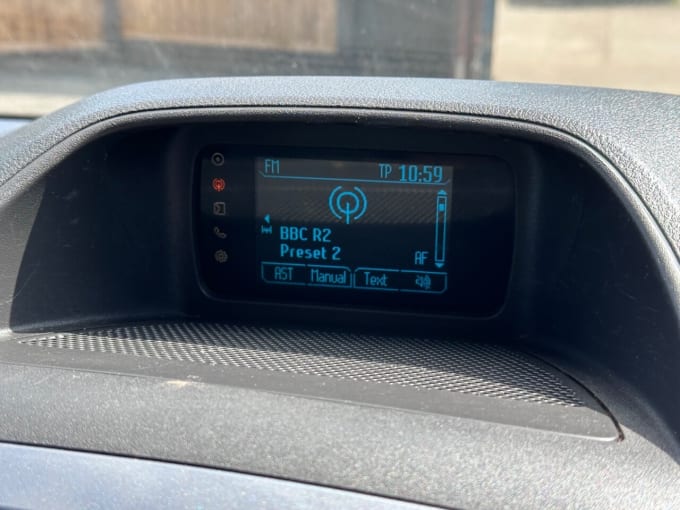 FM TP 10:59
BBC R2
Preset 2 AF
AST Manual Text